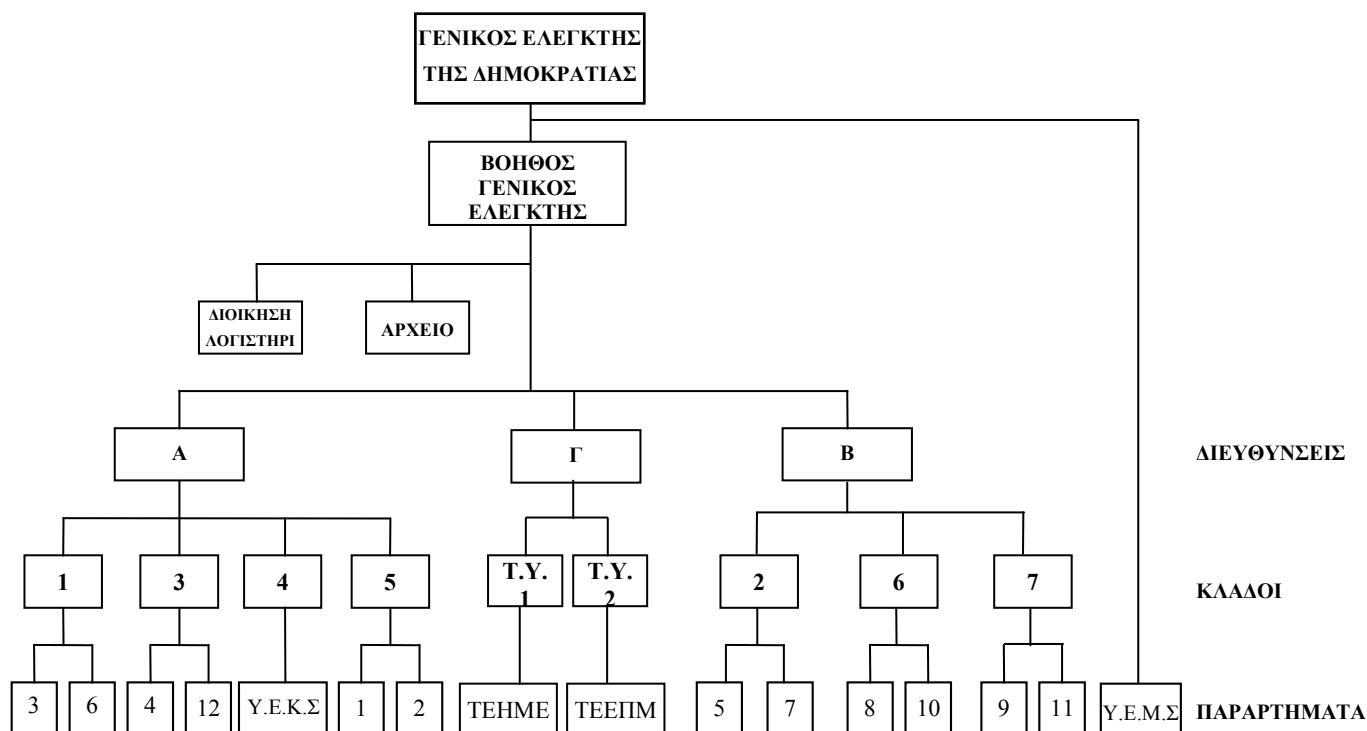 ΓΕΝΙΚΟΣ ΕΛΕΓΚΤΗΣ
ΤΗΣ ΔΗΜΟΚΡΑΤΙΑΣ
ΒΟΗΘΟΣ
ΓΕΝΙΚΟΣ
ΕΛΕΓΚΤΗΣ
ΔΙΟΙΚΗΣΗ
ΛΟΓΙΣΤΗΡΙ
ΑΡΧΕΙΟ
Α
Γ
Β
ΔΙΕΥΘΥΝΣΕΙΣ
1
3
4
5
Τ.Υ.
1
Τ.Υ.
2
2
6
7
ΚΛΑΔΟΙ
3
6
4
12
Υ.Ε.Κ.Σ
1
2
ΤΕΗΜΕ
ΤΕΕΠΜ
5
7
8
10
9
11
Υ.Ε.Μ.Σ
ΠΑΡΑΡΤΗΜΑΤΑ